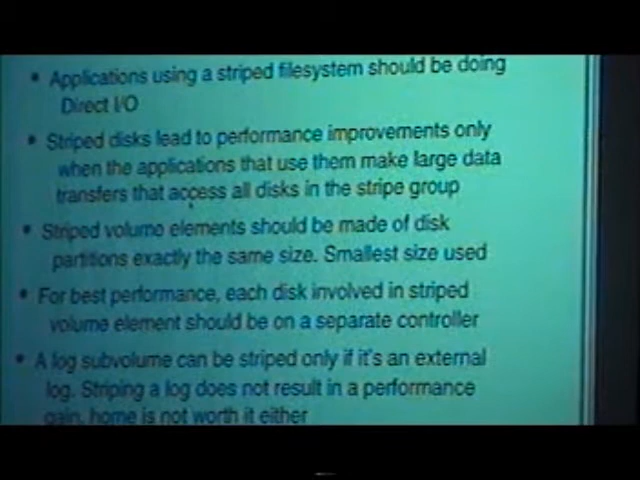 • Applications using a striped filesystem should be doing
Direct I/O
• Striped disks lead to performance improvements only
when the applications that use them make large data
transfers that access all disks in the stripe group
• Striped volume elements should be made of disk
partitions exactly the same size. Smallest size used
• For best performance, each disk involved in striped
volume element should be on a separate controller
• A log subvolume can be striped only if it's an external
log. Striping a log does not result in a performance
gain, home is not worth it either